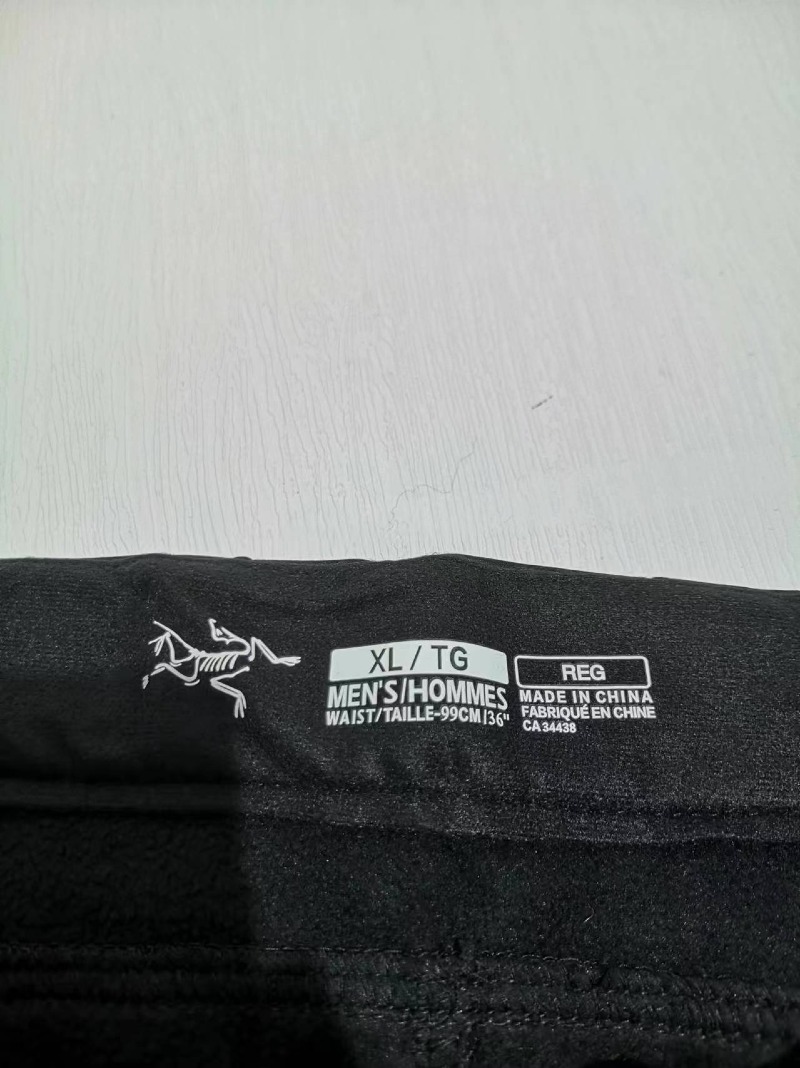 XL / TG
MEN'S/HOMMES
WAIST/TAILLE-99CM/36"
REG
MADE IN CHINA
FABRIQUÉ EN CHINE
CA 34438